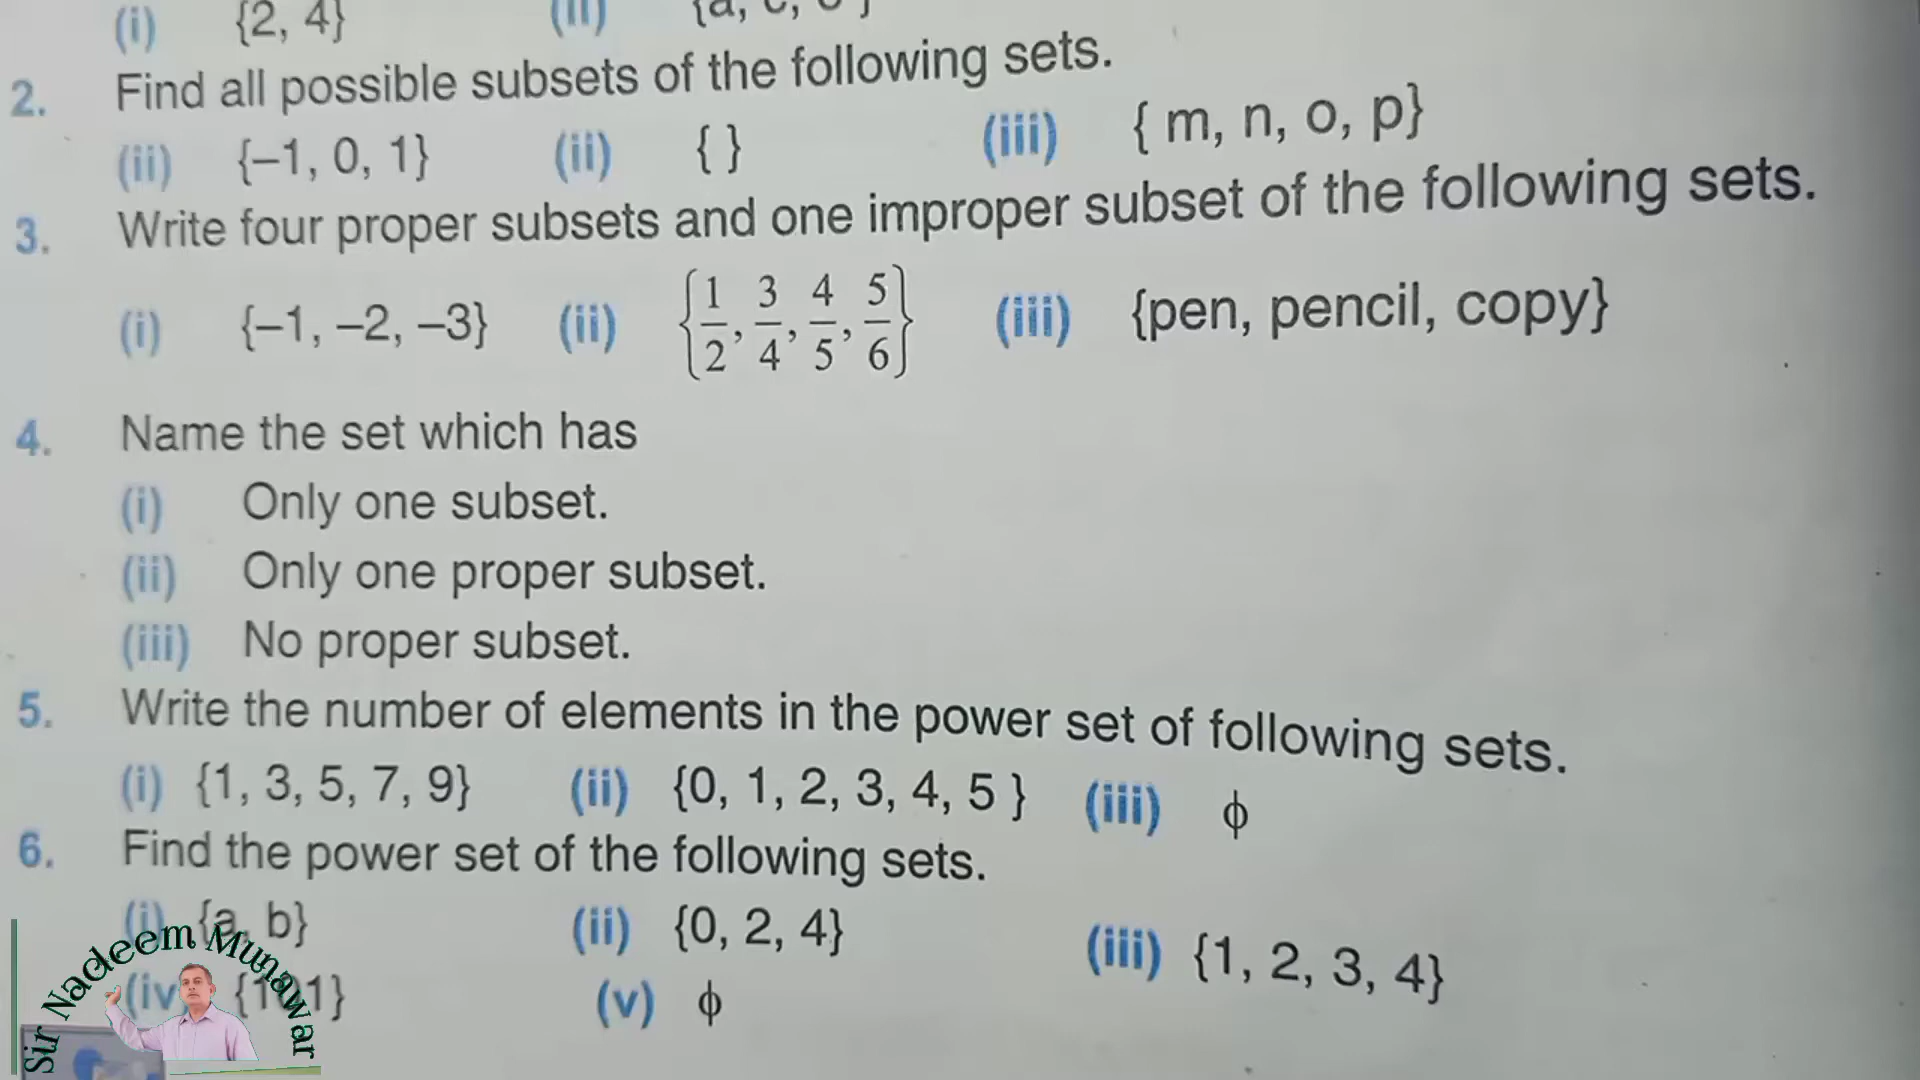 (i) {2, 4} (ii) {a, c,
2. Find all possible subsets of the following sets.
(ii) {–1, 0, 1} (ii) { } (iii) { m, n, o, p}
3. Write four proper subsets and one improper subset of the following sets.
(i) {–1, –2, –3} (ii) {1/2, 3/4, 4/5, 5/6} (iii) {pen, pencil, copy}
4. Name the set which has
(i) Only one subset.
(ii) Only one proper subset.
(iii) No proper subset.
5. Write the number of elements in the power set of following sets.
(i) {1, 3, 5, 7, 9} (ii) {0, 1, 2, 3, 4, 5 } (iii) ϕ
6. Find the power set of the following sets.
(i) {a, b} (ii) {0, 2, 4} (iii) {1, 2, 3, 4}
(iv) {101} (v) ϕ
Sir Nadeem Munawar